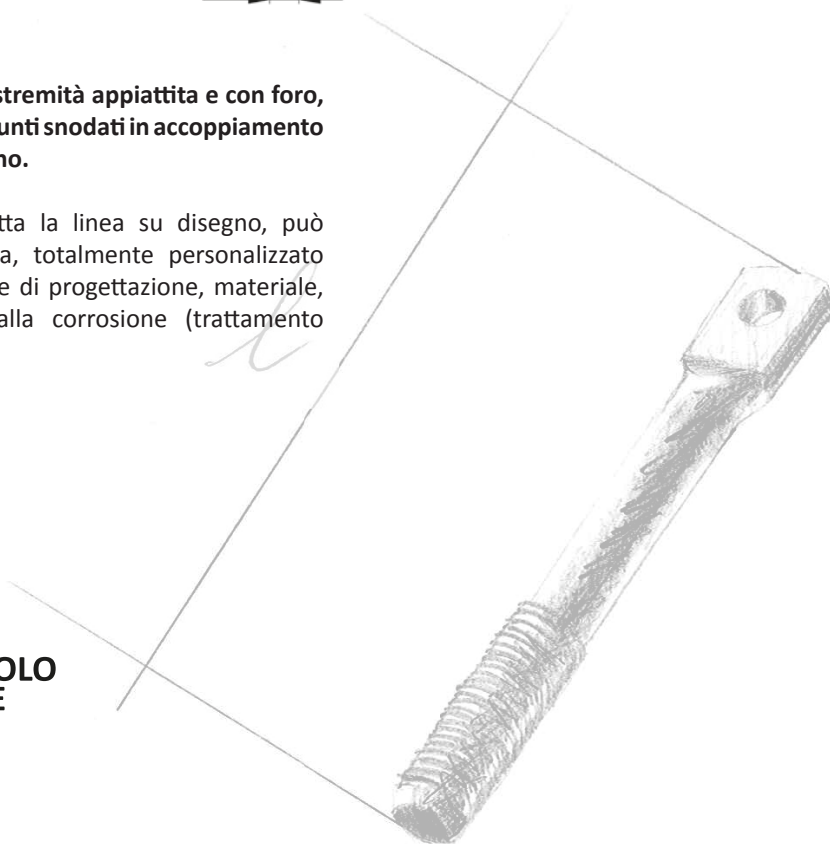 stremità appiattita e con foro,
unti snodati in accoppiamento
no.
tta la linea su disegno, può
a, totalmente personalizzato
e di progettazione, materiale,
alla corrosione (trattamento
l
OLO
E